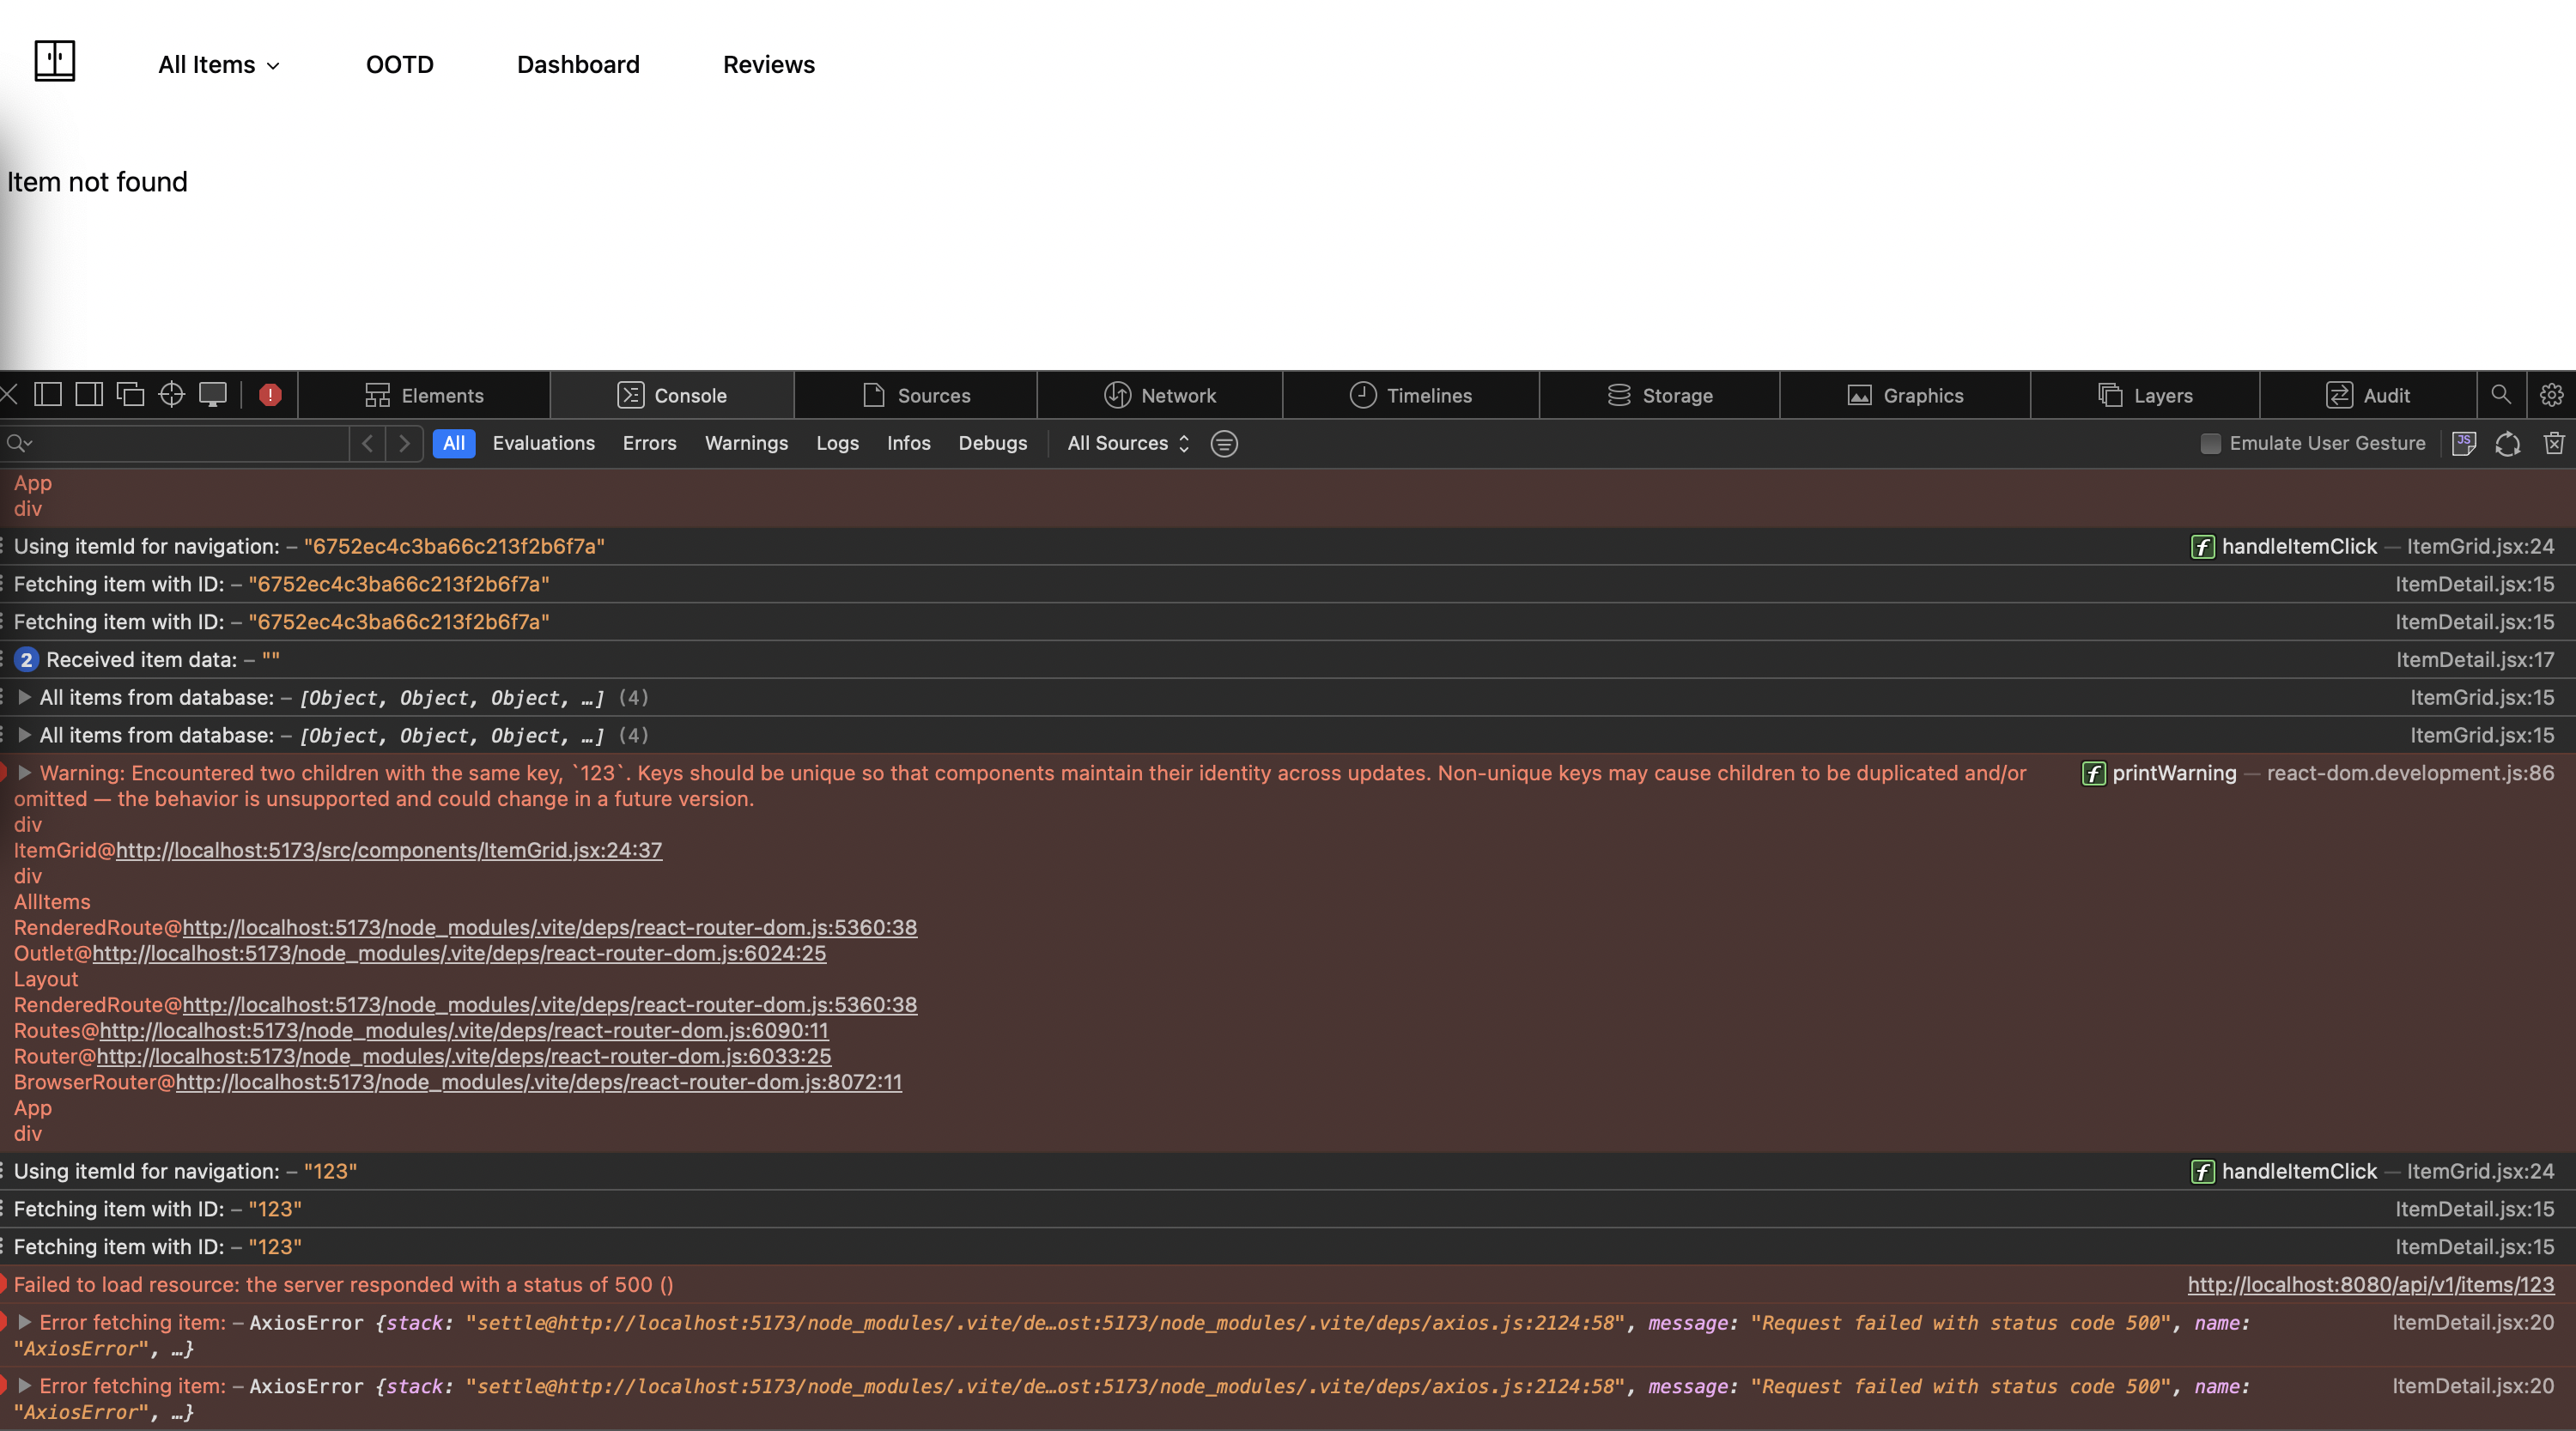 All Items OOTD Dashboard Reviews
Item not found
Elements Console Sources Network Timelines Storage Graphics Layers Audit
All Evaluations Errors Warnings Logs Infos Debugs All Sources Emulate User Gesture
App
div
Using itemId for navigation: – "6752ec4c3ba66c213f2b6f7a" f handleItemClick — ItemGrid.jsx:24
Fetching item with ID: – "6752ec4c3ba66c213f2b6f7a" ItemDetail.jsx:15
Fetching item with ID: – "6752ec4c3ba66c213f2b6f7a" ItemDetail.jsx:15
2 Received item data: – "" ItemDetail.jsx:17
All items from database: – [Object, Object, Object, …] (4) ItemGrid.jsx:15
All items from database: – [Object, Object, Object, …] (4) ItemGrid.jsx:15
Warning: Encountered two children with the same key, `123`. Keys should be unique so that components maintain their identity across updates. Non-unique keys may cause children to be duplicated and/or f printWarning — react-dom.development.js:86
omitted — the behavior is unsupported and could change in a future version.
div
ItemGrid@http://localhost:5173/src/components/ItemGrid.jsx:24:37
div
AllItems
RenderedRoute@http://localhost:5173/node_modules/.vite/deps/react-router-dom.js:5360:38
Outlet@http://localhost:5173/node_modules/.vite/deps/react-router-dom.js:6024:25
Layout
RenderedRoute@http://localhost:5173/node_modules/.vite/deps/react-router-dom.js:5360:38
Routes@http://localhost:5173/node_modules/.vite/deps/react-router-dom.js:6090:11
Router@http://localhost:5173/node_modules/.vite/deps/react-router-dom.js:6033:25
BrowserRouter@http://localhost:5173/node_modules/.vite/deps/react-router-dom.js:8072:11
App
div
Using itemId for navigation: – "123" f handleItemClick — ItemGrid.jsx:24
Fetching item with ID: – "123" ItemDetail.jsx:15
Fetching item with ID: – "123" ItemDetail.jsx:15
Failed to load resource: the server responded with a status of 500 () http://localhost:8080/api/v1/items/123
Error fetching item: – AxiosError {stack: "settle@http://localhost:5173/node_modules/.vite/de…ost:5173/node_modules/.vite/deps/axios.js:2124:58", message: "Request failed with status code 500", name: ItemDetail.jsx:20
"AxiosError", …}
Error fetching item: – AxiosError {stack: "settle@http://localhost:5173/node_modules/.vite/de…ost:5173/node_modules/.vite/deps/axios.js:2124:58", message: "Request failed with status code 500", name: ItemDetail.jsx:20
"AxiosError", …}